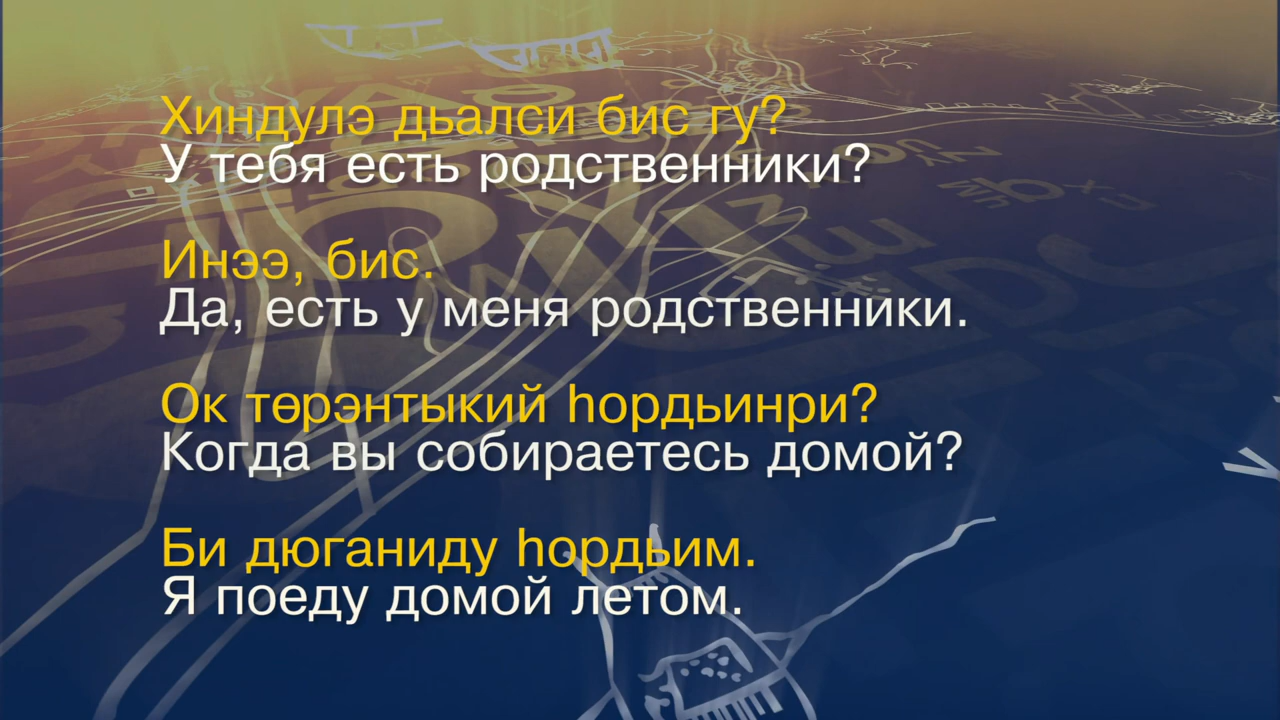 Хиндулэ дьалси бис гу?
У тебя есть родственники?
Инээ, бис.
Да, есть у меня родственники.
Ок төрэнтыкий һордьинри?
Когда вы собираетесь домой?
Би дюганиду һордьим.
Я поеду домой летом.